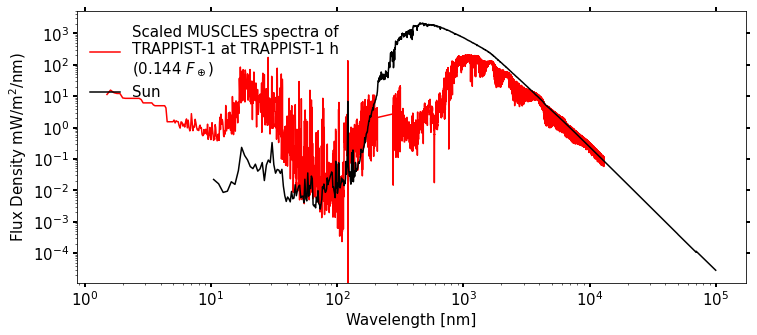 Scaled MUSCLES spectra of
TRAPPIST-1 at TRAPPIST-1 h
(0.144 F⊕)
Sun
Flux Density mW/m²/nm)
10³
10²
10¹
10⁰
10⁻¹
10⁻²
10⁻³
10⁻⁴
10⁰ 10¹ 10² 10³ 10⁴ 10⁵
Wavelength [nm]